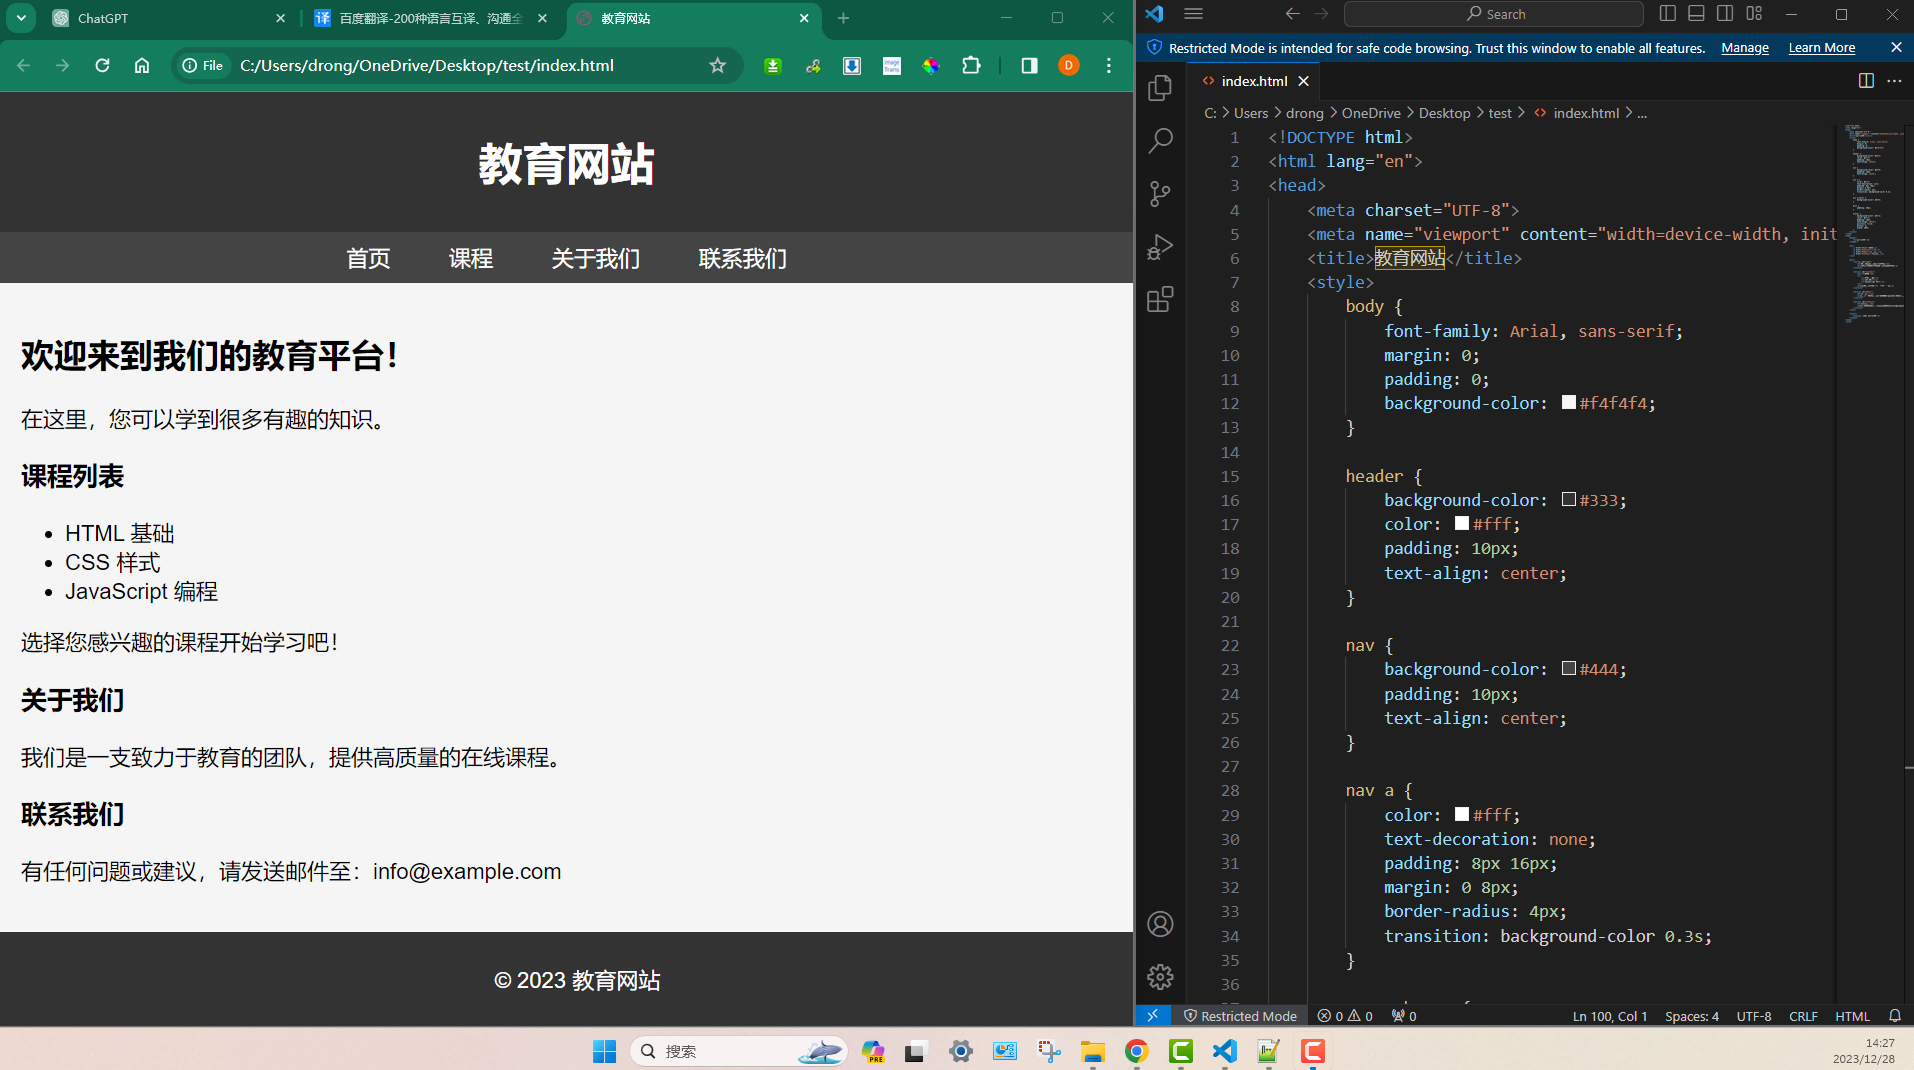 ChatGPT
百度翻译-200种语言互译、沟通全
教育网站
File
C:/Users/drong/OneDrive/Desktop/test/index.html
D
教育网站
首页 课程 关于我们 联系我们
欢迎来到我们的教育平台！
在这里，您可以学到很多有趣的知识。
课程列表
HTML 基础
CSS 样式
JavaScript 编程
选择您感兴趣的课程开始学习吧！
关于我们
我们是一支致力于教育的团队，提供高质量的在线课程。
联系我们
有任何问题或建议，请发送邮件至：info@example.com
© 2023 教育网站
Search
Restricted Mode is intended for safe code browsing. Trust this window to enable all features. Manage Learn More
index.html
C: > Users > drong > OneDrive > Desktop > test > index.html > ...
1 <!DOCTYPE html>
2 <html lang="en">
3 <head>
4 <meta charset="UTF-8">
5 <meta name="viewport" content="width=device-width, init
6 <title>教育网站</title>
7 <style>
8 body {
9 font-family: Arial, sans-serif;
10 margin: 0;
11 padding: 0;
12 background-color: #f4f4f4;
13 }
14
15 header {
16 background-color: #333;
17 color: #fff;
18 padding: 10px;
19 text-align: center;
20 }
21
22 nav {
23 background-color: #444;
24 padding: 10px;
25 text-align: center;
26 }
27
28 nav a {
29 color: #fff;
30 text-decoration: none;
31 padding: 8px 16px;
32 margin: 0 8px;
33 border-radius: 4px;
34 transition: background-color 0.3s;
35 }
36
Restricted Mode 0 0 0 Ln 100, Col 1 Spaces: 4 UTF-8 CRLF HTML
搜索
PRE
14:27
2023/12/28